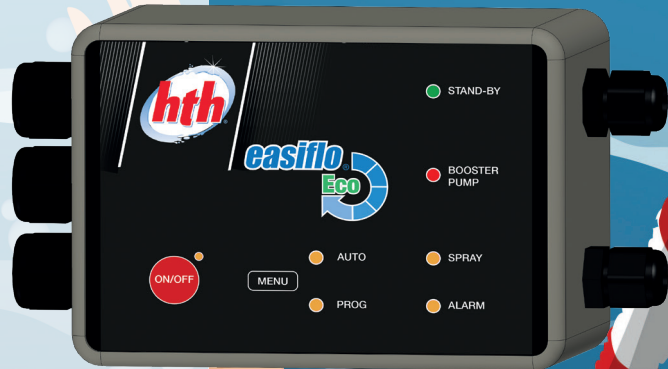 hth
easiflo
Eco
STAND-BY
BOOSTER
PUMP
AUTO
SPRAY
ON/OFF
MENU
PROG
ALARM